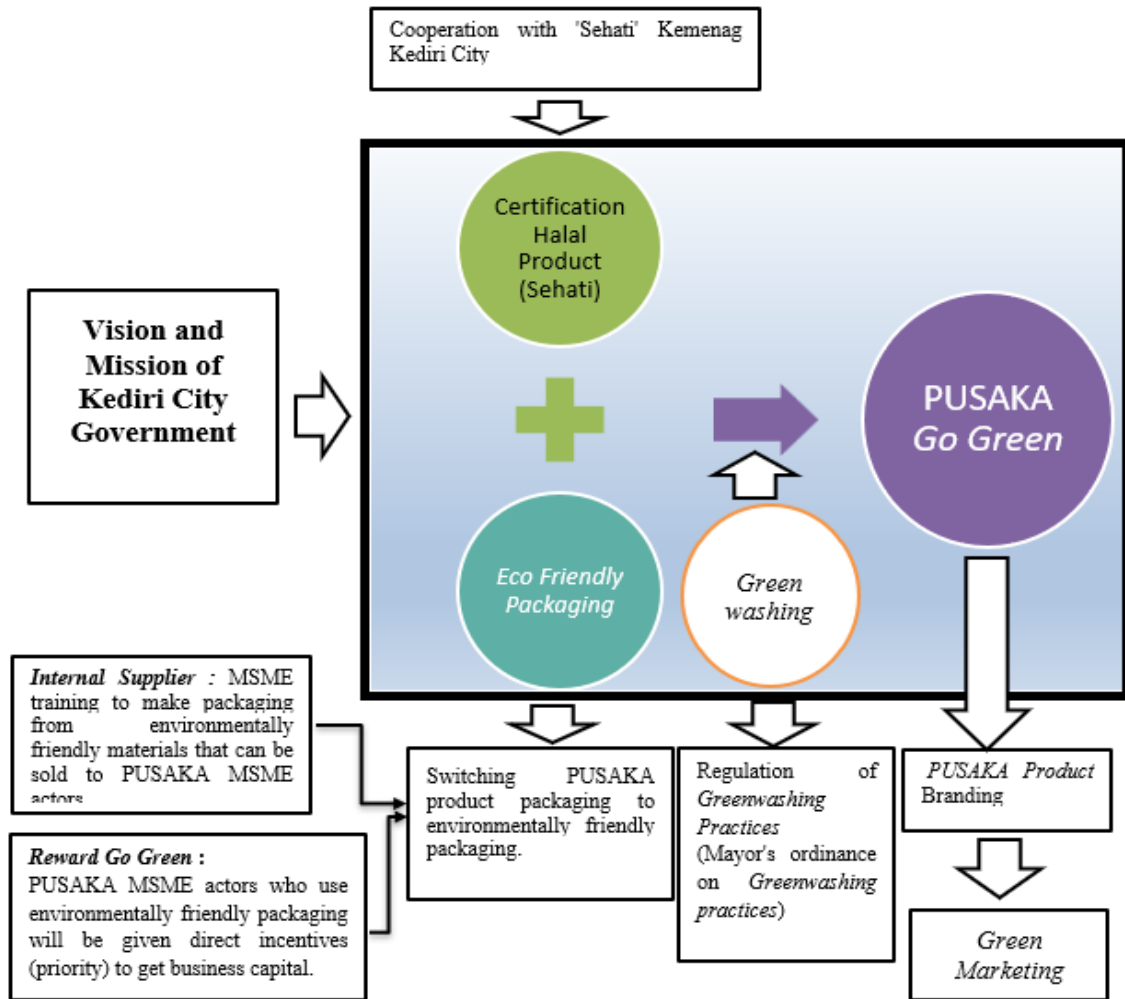 Cooperation with 'Sehati' Kemenag
Kediri City
Certification
Halal
Product
(Sehati)
Vision and
Mission of
Kediri City
Government
PUSAKA
Go Green
Eco Friendly
Packaging
Green
washing
Internal Supplier : MSME
training to make packaging
from environmentally
friendly materials that can be
sold to PUSAKA MSME
actors
Reward Go Green :
PUSAKA MSME actors who use
environmentally friendly packaging
will be given direct incentives
(priority) to get business capital.
Switching PUSAKA
product packaging to
environmentally friendly
packaging.
Regulation of
Greenwashing
Practices
(Mayor's ordinance
on Greenwashing
practices)
PUSAKA Product
Branding
Green
Marketing